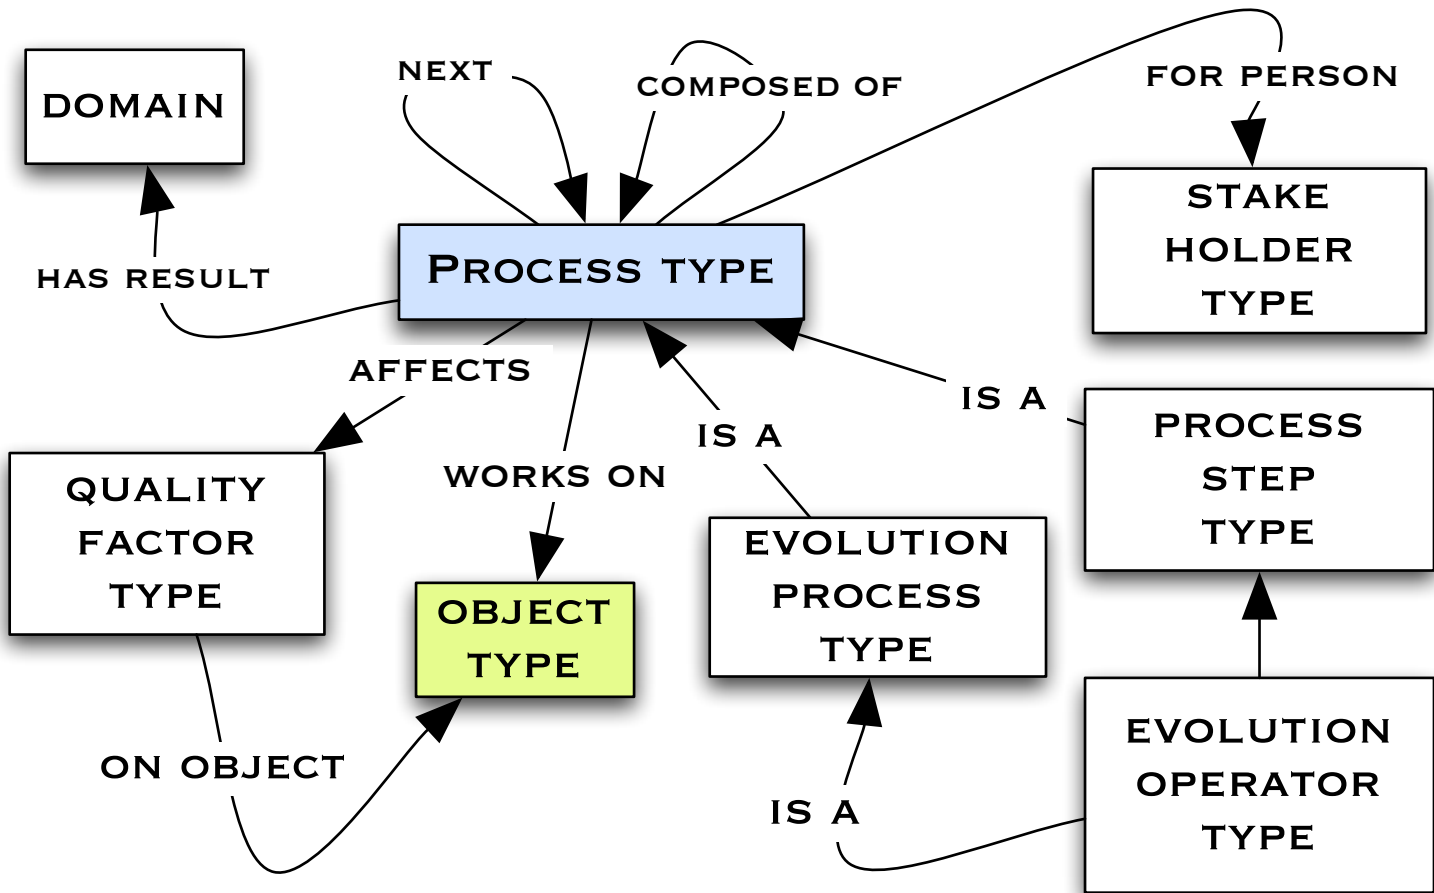 NEXT
COMPOSED OF
FOR PERSON
DOMAIN
STAKE
HOLDER
TYPE
PROCESS TYPE
HAS RESULT
AFFECTS
IS A
IS A
PROCESS
STEP
TYPE
WORKS ON
QUALITY
FACTOR
TYPE
EVOLUTION
PROCESS
TYPE
OBJECT
TYPE
ON OBJECT
IS A
EVOLUTION
OPERATOR
TYPE